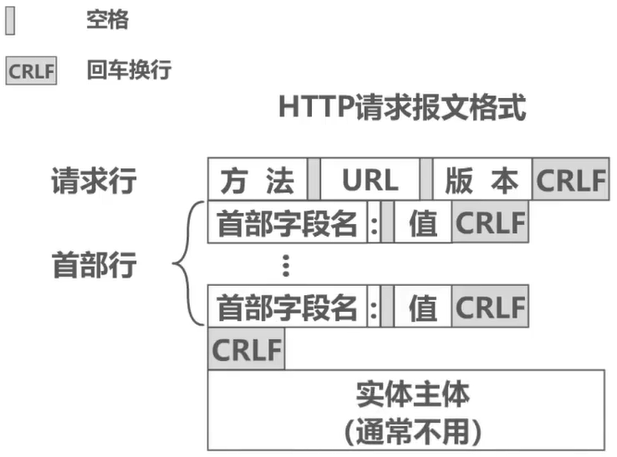 空格
CRLF 回车换行
HTTP请求报文格式
请求行 方 法 URL 版 本 CRLF
首部字段名 : 值 CRLF
首部行 ⋮
首部字段名 : 值 CRLF
CRLF
实体主体
(通常不用)